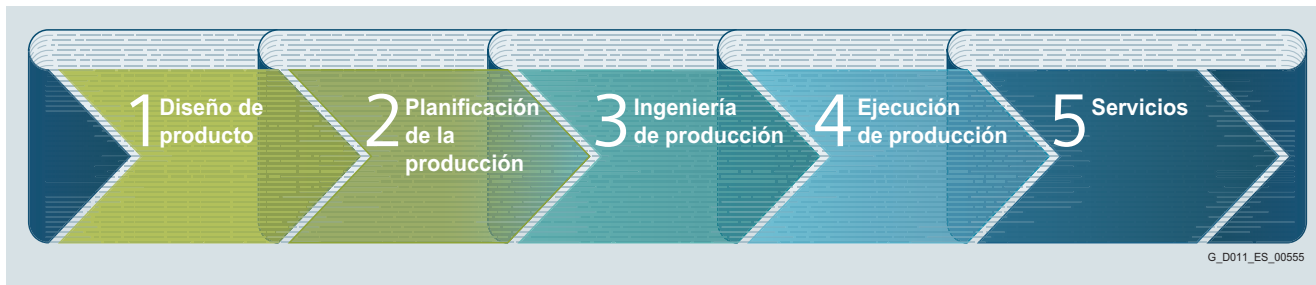 1 Diseño de
producto
2 Planificación
de la
producción
3 Ingeniería
de producción
4 Ejecución
de producción
5 Servicios
G_D011_ES_00555